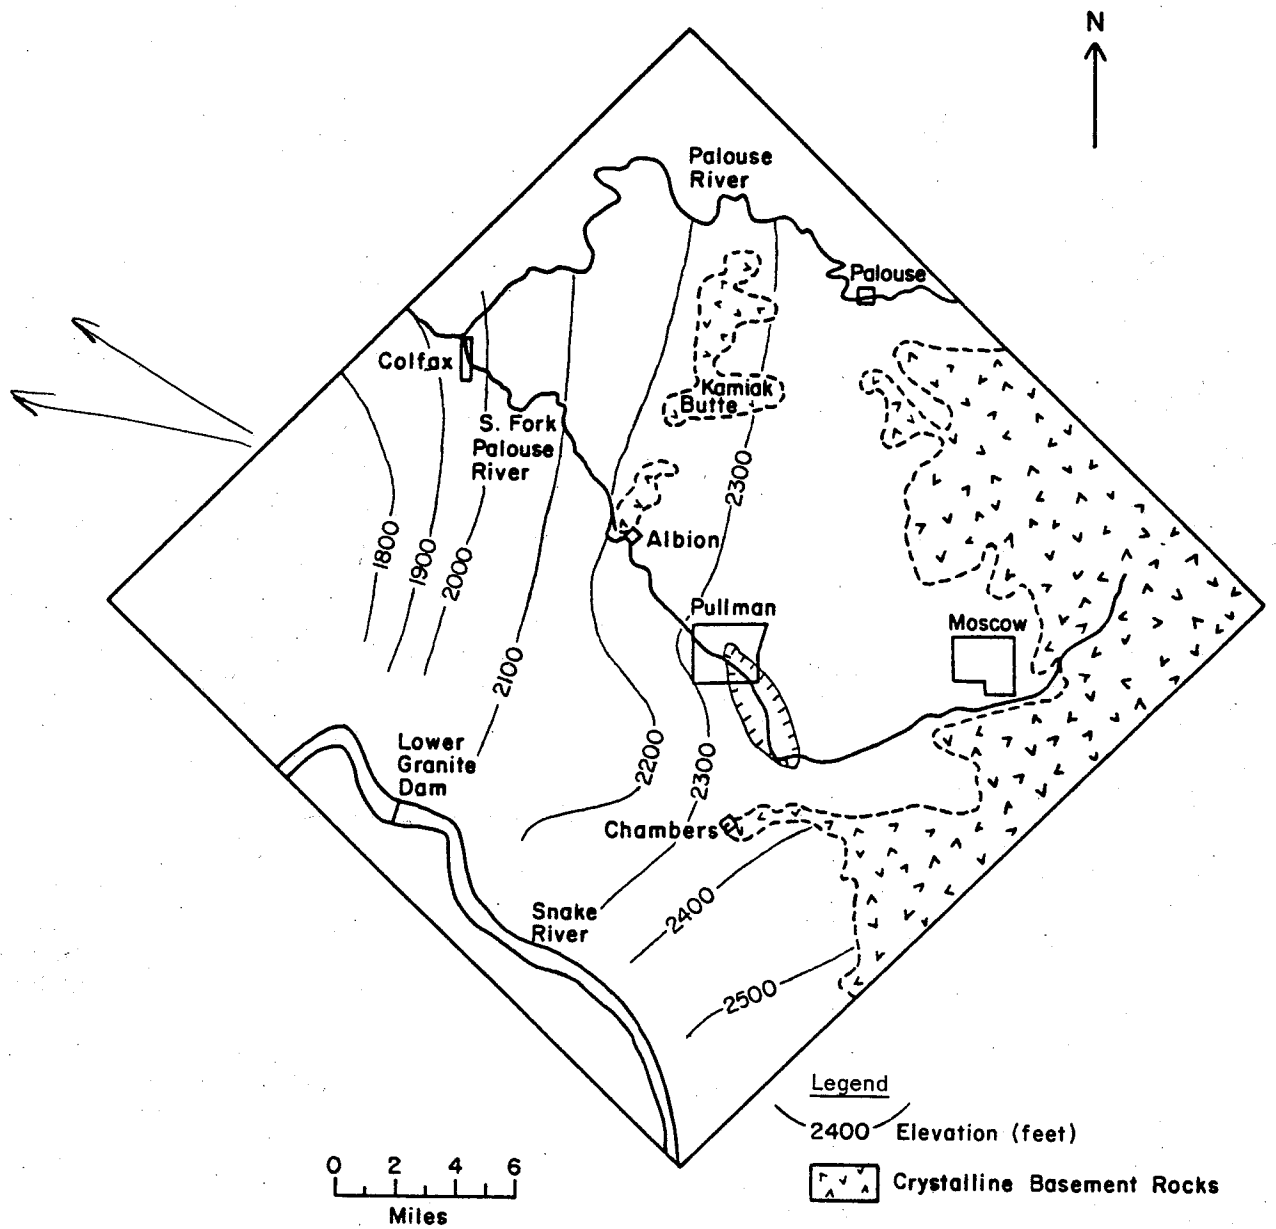 N
Palouse
River
Palouse
Colfax
Kamiak
Butte
S. Fork
Palouse
River
2300
1800
1900
2000
Albion
Pullman
Moscow
2100
Lower
Granite
Dam
2200
2300
Chambers
2400
Snake
River
2500
Legend
2400 Elevation (feet)
Crystalline Basement Rocks
0 2 4 6
Miles